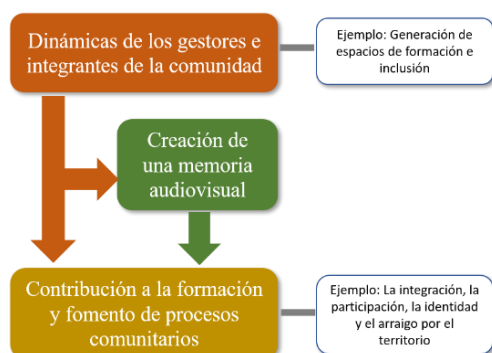 Dinámicas de los gestores e
integrantes de la comunidad
Ejemplo: Generación de
espacios de formación e
inclusión
Creación de
una memoria
audiovisual
Contribución a la formación
y fomento de procesos
comunitarios
Ejemplo: La integración, la
participación, la identidad
y el arraigo por el
territorio